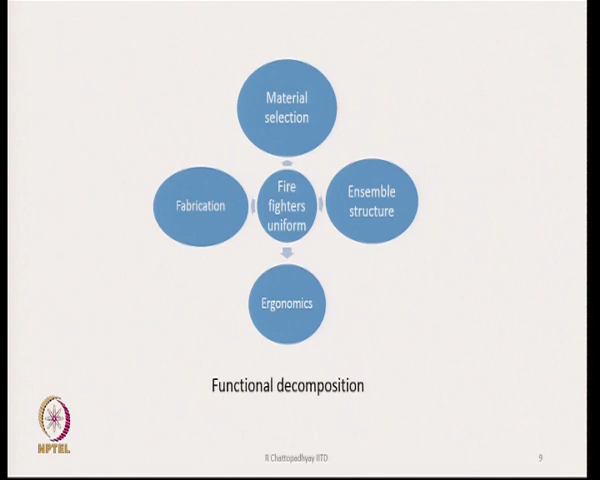 Material
selection
Fabrication
Fire
fighters
uniform
Ensemble
structure
Ergonomics
Functional decomposition
NPTEL
R Chattopadhyay IITD
9